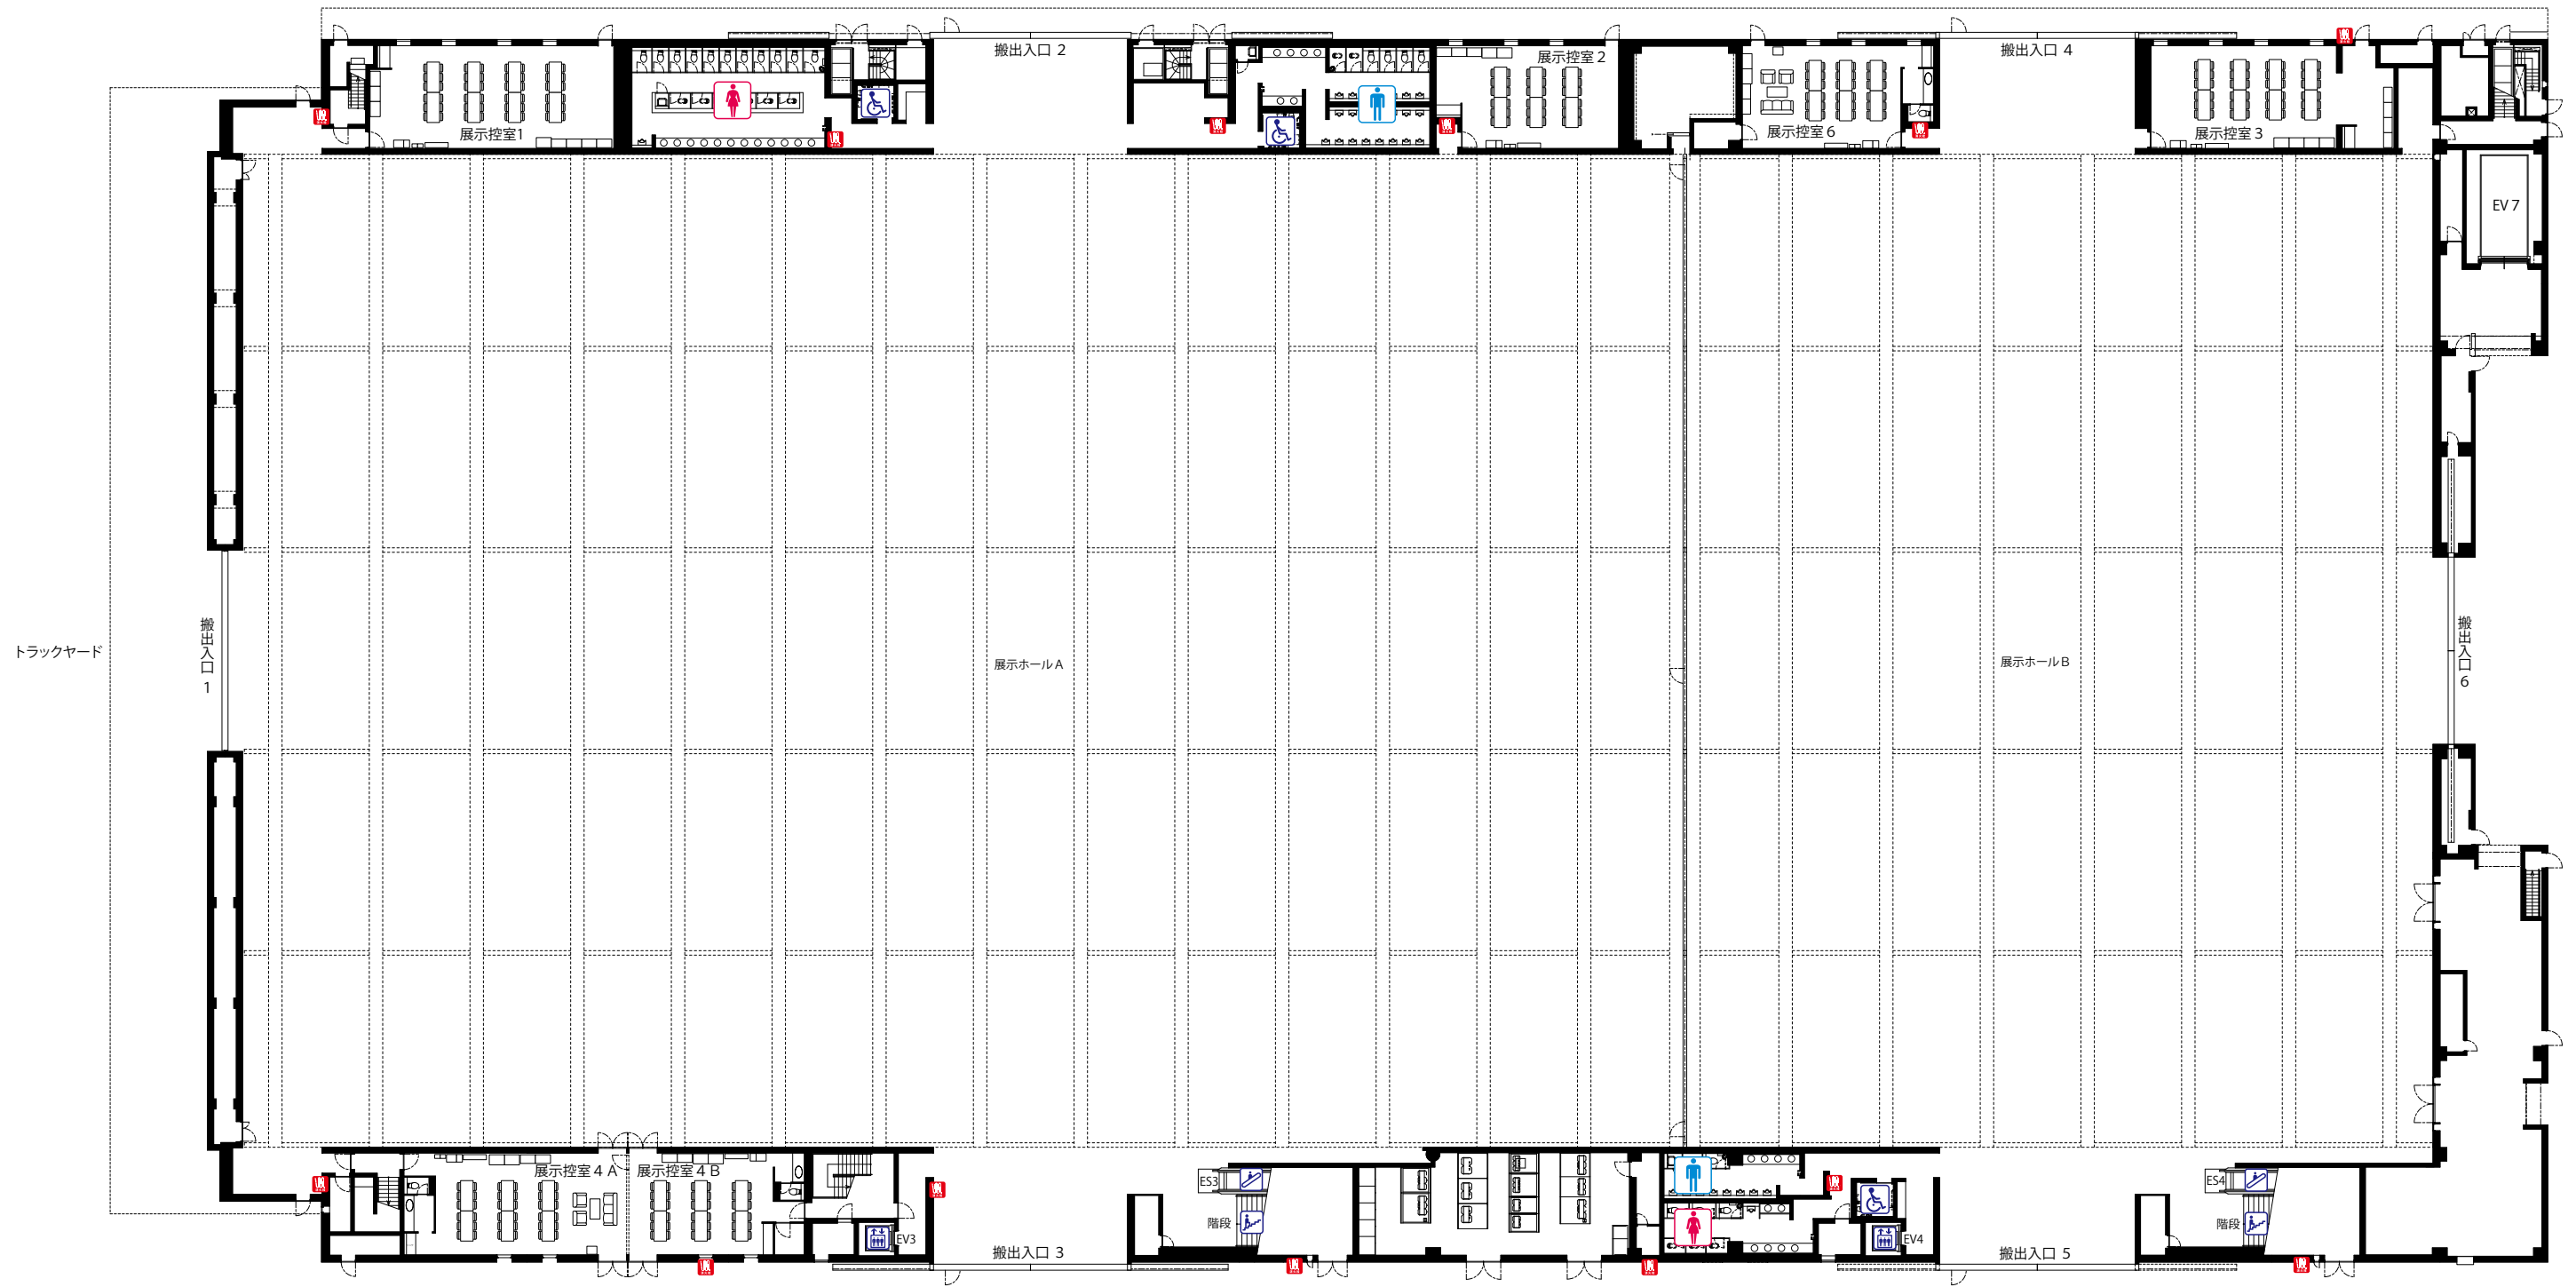 搬出入口 2
搬出入口 4
展示控室1
展示控室 2
展示控室 6
展示控室 3
EV 7
トラックヤード
搬出入口 1
展示ホール A
展示ホール B
搬出入口 6
展示控室 4 A
展示控室 4 B
ES3
階段
EV3
搬出入口 3
EV4
搬出入口 5
ES4
階段